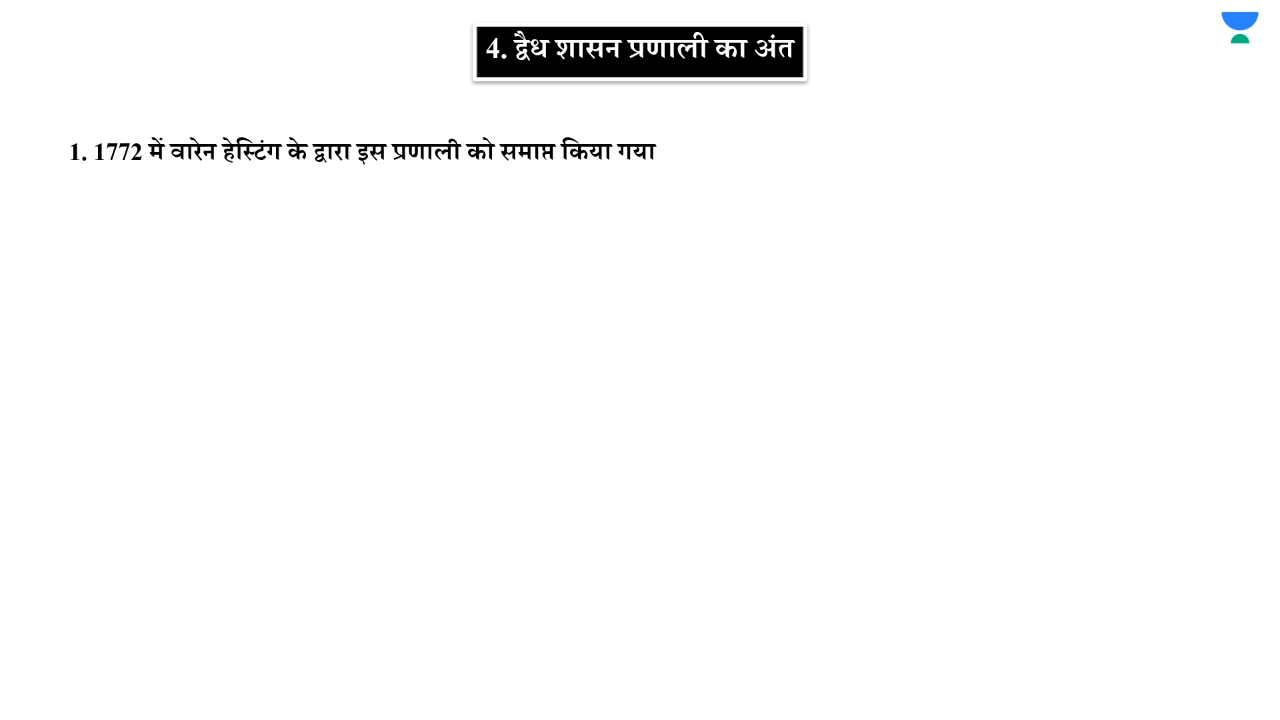 4. द्वैध शासन प्रणाली का अंत
1. 1772 में वारेन हेस्टिंग के द्वारा इस प्रणाली को समाप्त किया गया